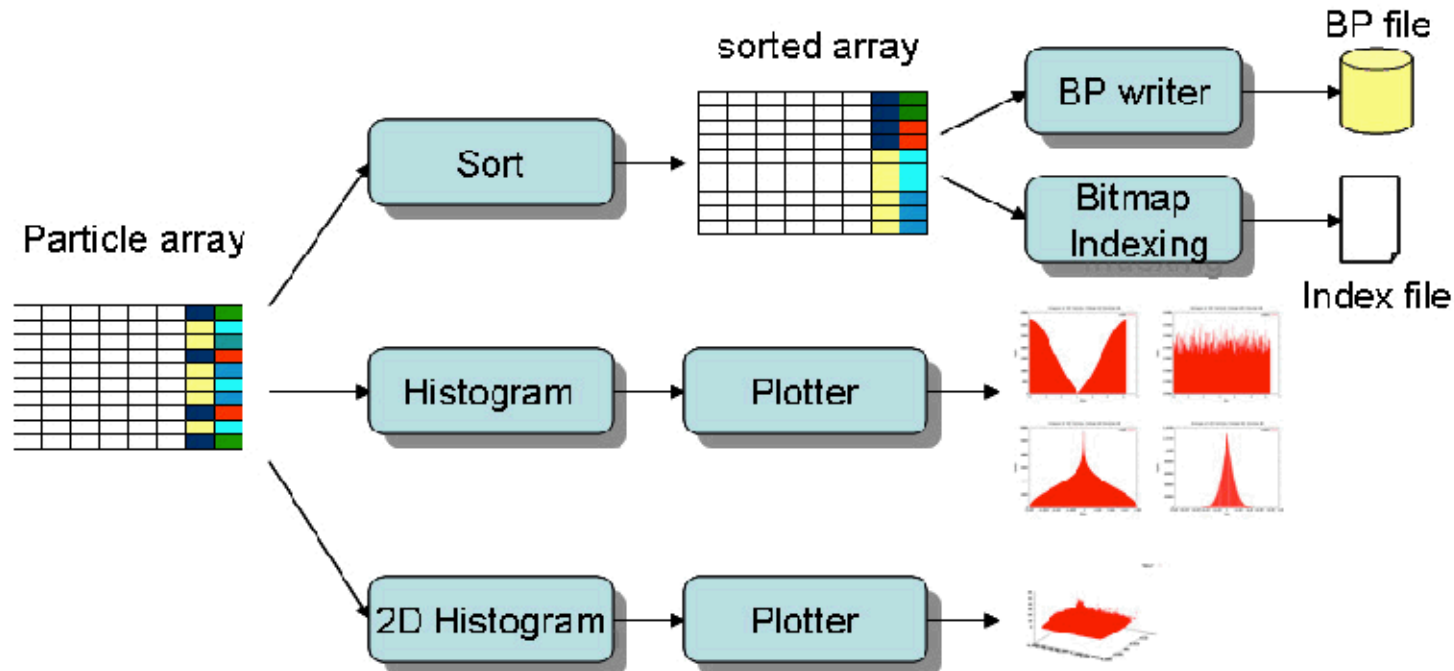 BP file
sorted array
BP writer
Sort
Bitmap
Indexing
Particle array
Index file
Histogram
Plotter
2D Histogram
Plotter